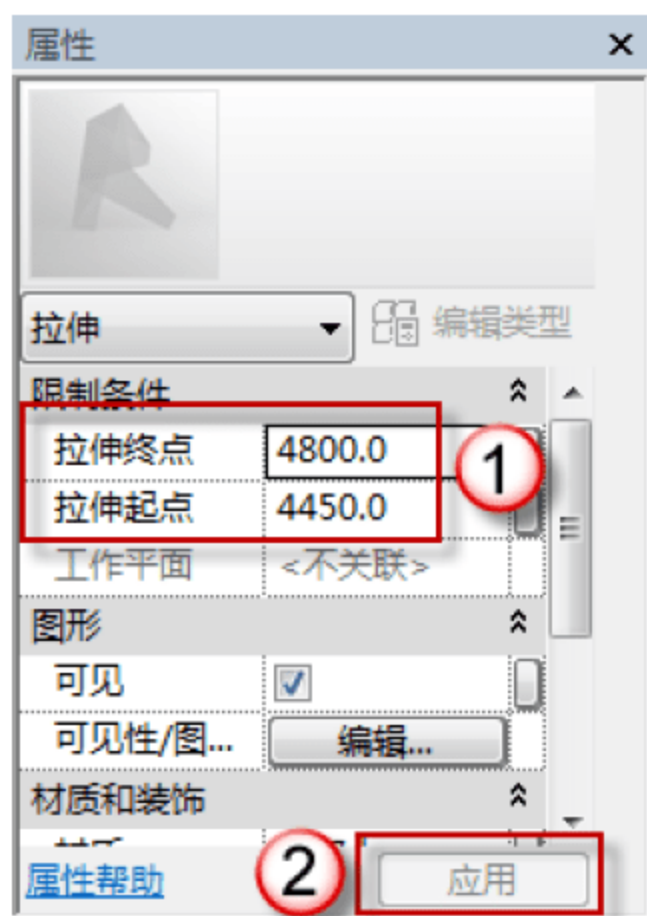 属性
拉伸
编辑类型
限制条件
拉伸终点 4800.0
1
拉伸起点 4450.0
工作平面 <不关联>
图形
可见
可见性/图... 编辑...
材质和装饰
属性帮助
2
应用